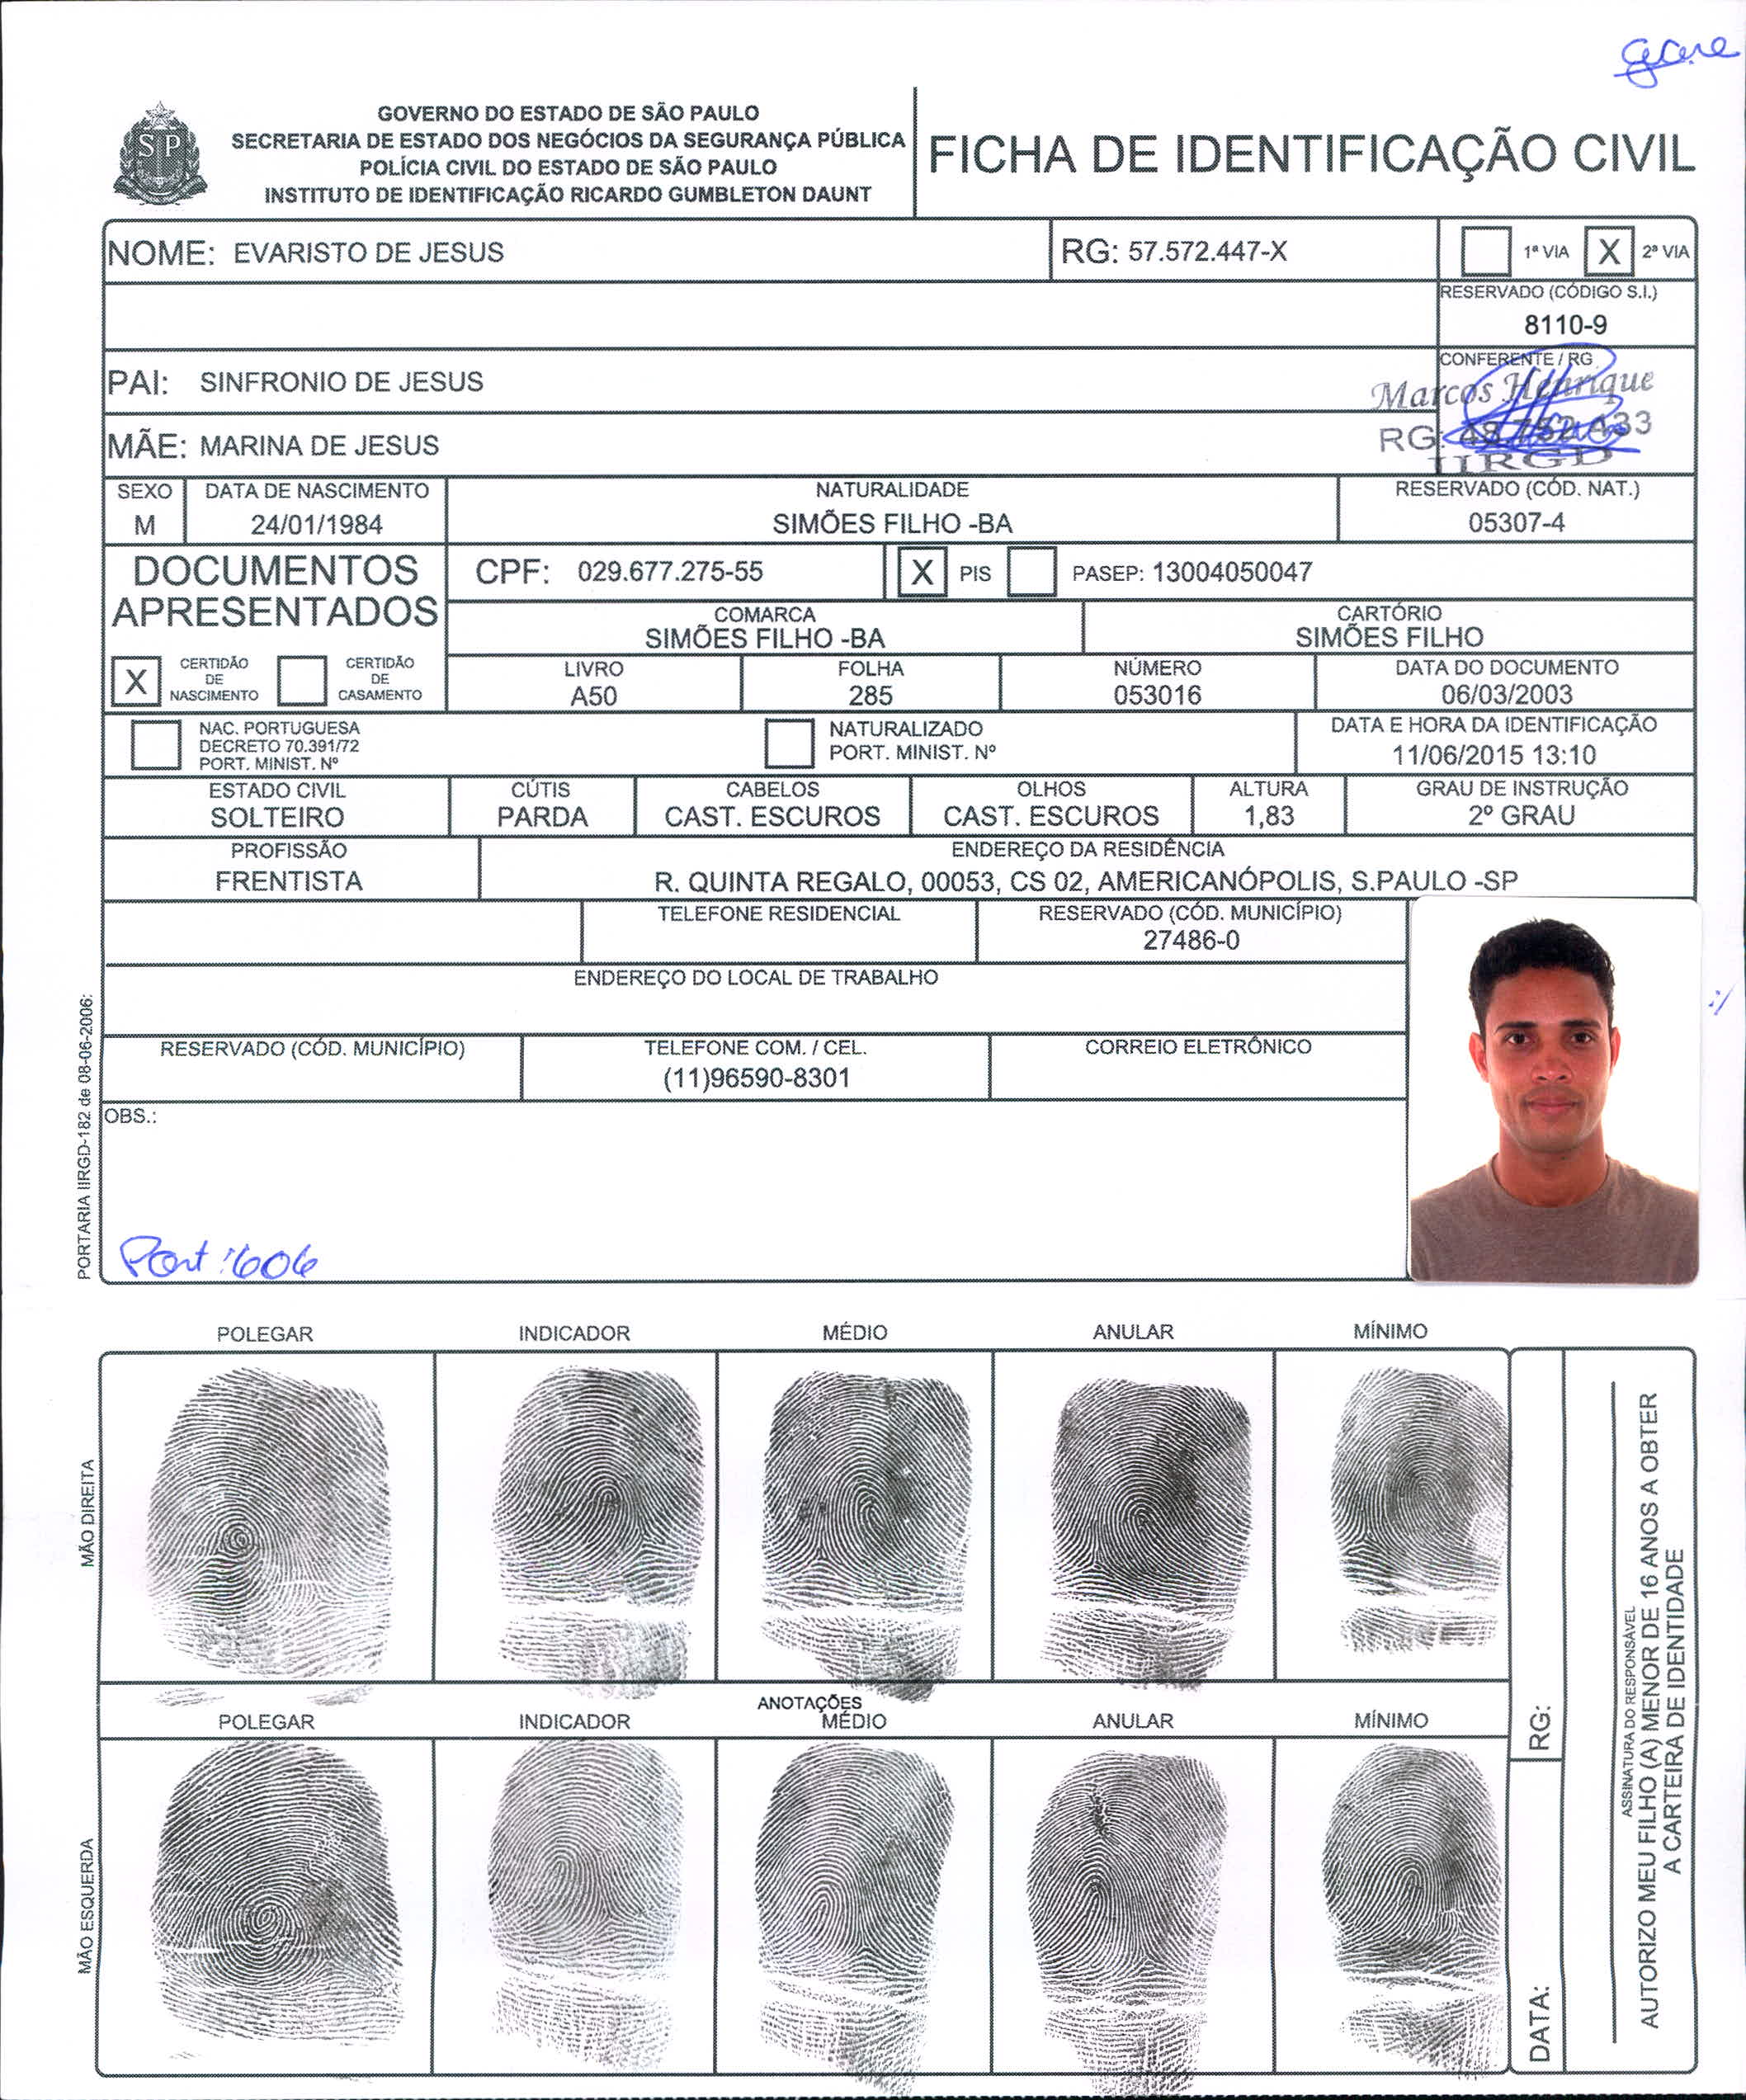 GOVERNO DO ESTADO DE SÃO PAULO
SECRETARIA DE ESTADO DOS NEGÓCIOS DA SEGURANÇA PÚBLICA
POLÍCIA CIVIL DO ESTADO DE SÃO PAULO
INSTITUTO DE IDENTIFICAÇÃO RICARDO GUMBLETON DAUNT
SP
FICHA DE IDENTIFICAÇÃO CIVIL
NOME: EVARISTO DE JESUS
RG: 57.572.447-X
1ª VIA X 2ª VIA
RESERVADO (CÓDIGO S.I.)
8110-9
PAI: SINFRONIO DE JESUS
CONFERENTE / RG
Marcos Henrique
MÃE: MARINA DE JESUS
RG:
IIRGD
SEXO DATA DE NASCIMENTO NATURALIDADE RESERVADO (CÓD. NAT.)
M 24/01/1984 SIMÕES FILHO -BA 05307-4
DOCUMENTOS
APRESENTADOS
CPF: 029.677.275-55 X PIS PASEP: 13004050047
COMARCA CARTÓRIO
SIMÕES FILHO -BA SIMÕES FILHO
X CERTIDÃO DE NASCIMENTO CERTIDÃO DE CASAMENTO
LIVRO FOLHA NÚMERO DATA DO DOCUMENTO
A50 285 053016 06/03/2003
NAC. PORTUGUESA
DECRETO 70.391/72
PORT. MINIST. Nº
NATURALIZADO
PORT. MINIST. Nº
DATA E HORA DA IDENTIFICAÇÃO
11/06/2015 13:10
ESTADO CIVIL CÚTIS CABELOS OLHOS ALTURA GRAU DE INSTRUÇÃO
SOLTEIRO PARDA CAST. ESCUROS CAST. ESCUROS 1,83 2º GRAU
PROFISSÃO ENDEREÇO DA RESIDÊNCIA
FRENTISTA R. QUINTA REGALO, 00053, CS 02, AMERICANÓPOLIS, S.PAULO -SP
TELEFONE RESIDENCIAL RESERVADO (CÓD. MUNICÍPIO)
27486-0
ENDEREÇO DO LOCAL DE TRABALHO
RESERVADO (CÓD. MUNICÍPIO) TELEFONE COM. / CEL. CORREIO ELETRÔNICO
(11)96590-8301
OBS.:
Port: 606
PORTARIA IIRGD-182 de 08-06-2006:
POLEGAR INDICADOR MÉDIO ANULAR MÍNIMO
MÃO DIREITA
ANOTAÇÕES
POLEGAR INDICADOR MÉDIO ANULAR MÍNIMO
MÃO ESQUERDA
RG:
DATA:
ASSINATURA DO RESPONSÁVEL
AUTORIZO MEU FILHO (A) MENOR DE 16 ANOS A OBTER
A CARTEIRA DE IDENTIDADE